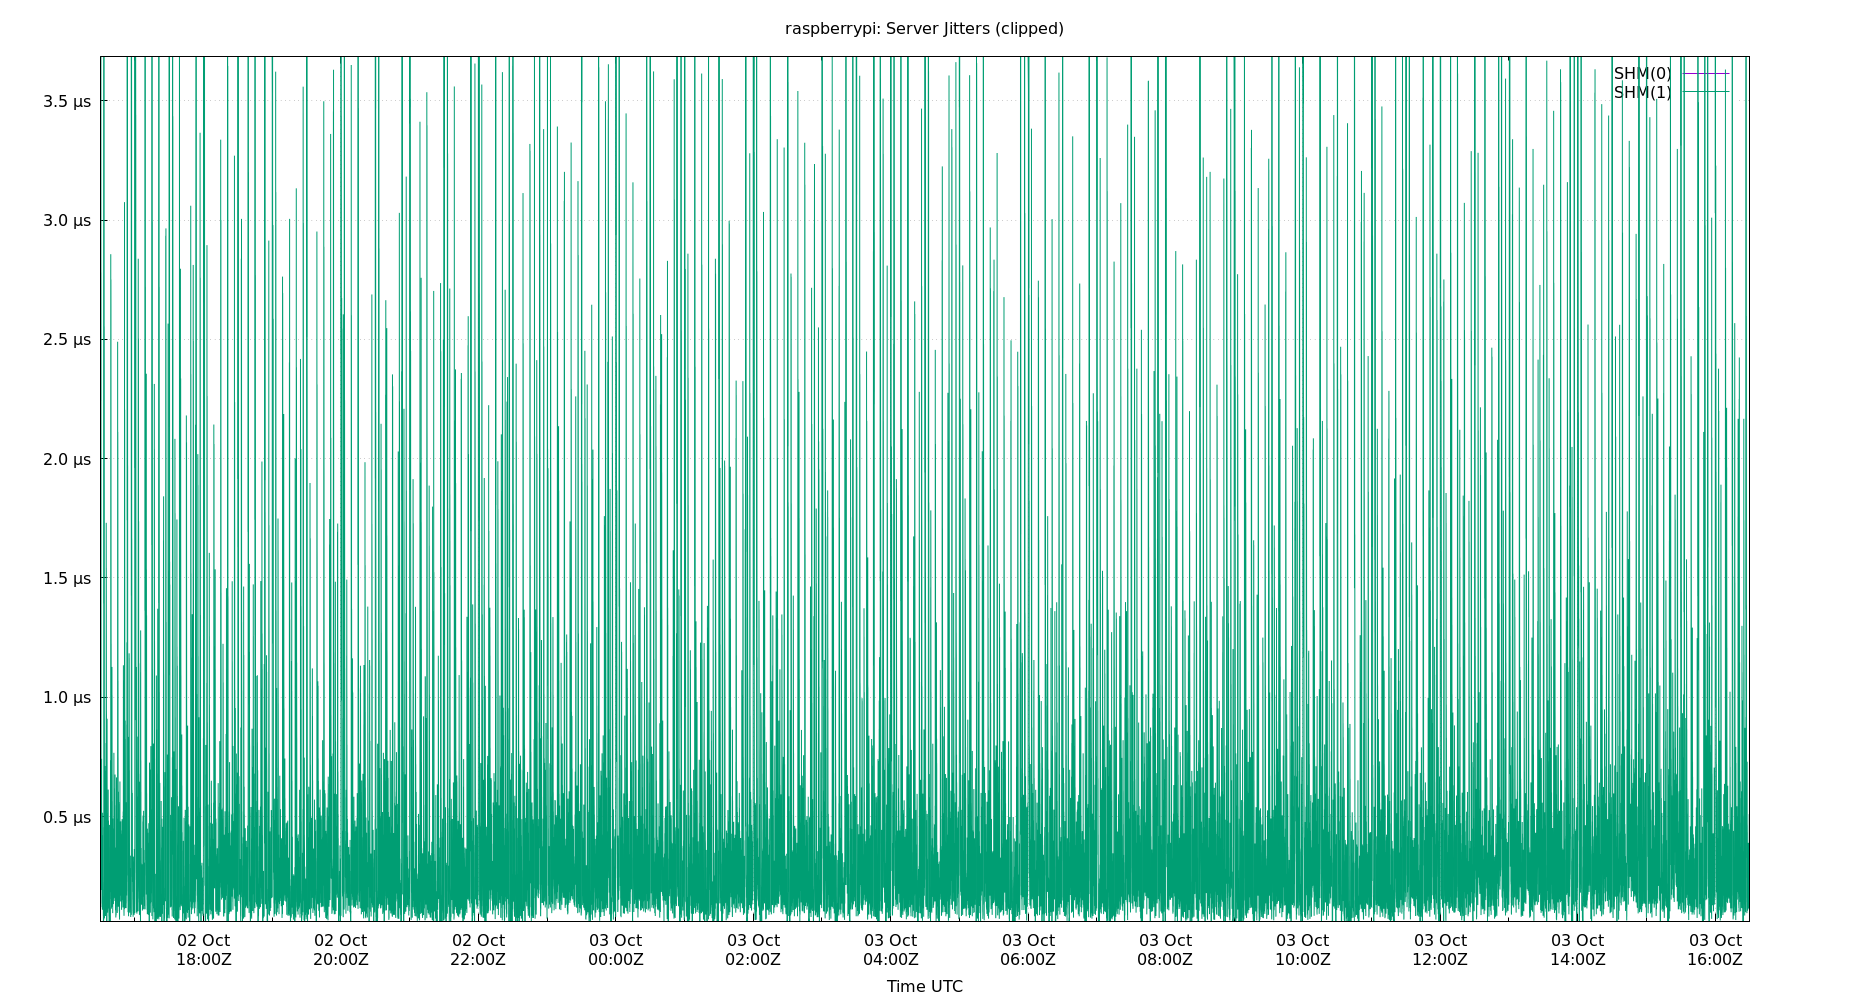 raspberrypi: Server Jitters (clipped)
SHM(0)
SHM(1)
3.5 µs
3.0 µs
2.5 µs
2.0 µs
1.5 µs
1.0 µs
0.5 µs
02 Oct 02 Oct 02 Oct 03 Oct 03 Oct 03 Oct 03 Oct 03 Oct 03 Oct 03 Oct 03 Oct 03 Oct
18:00Z 20:00Z 22:00Z 00:00Z 02:00Z 04:00Z 06:00Z 08:00Z 10:00Z 12:00Z 14:00Z 16:00Z
Time UTC